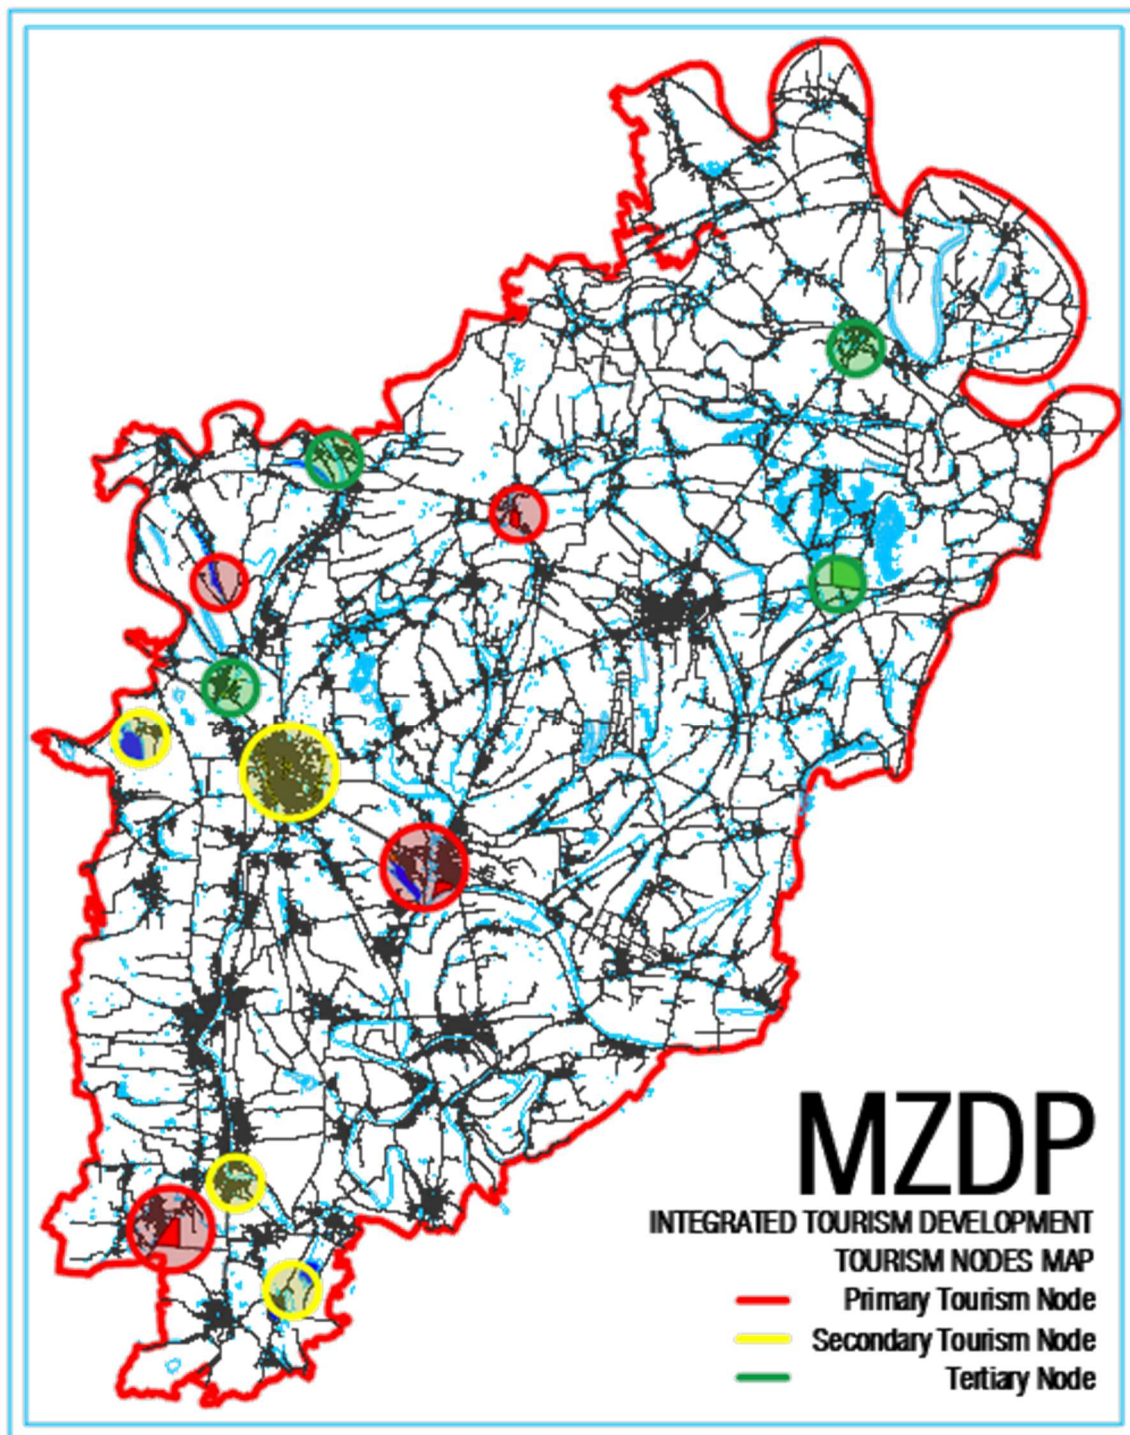 MZDP
INTEGRATED TOURISM DEVELOPMENT
TOURISM NODES MAP
Primary Tourism Node
Secondary Tourism Node
Tertiary Node